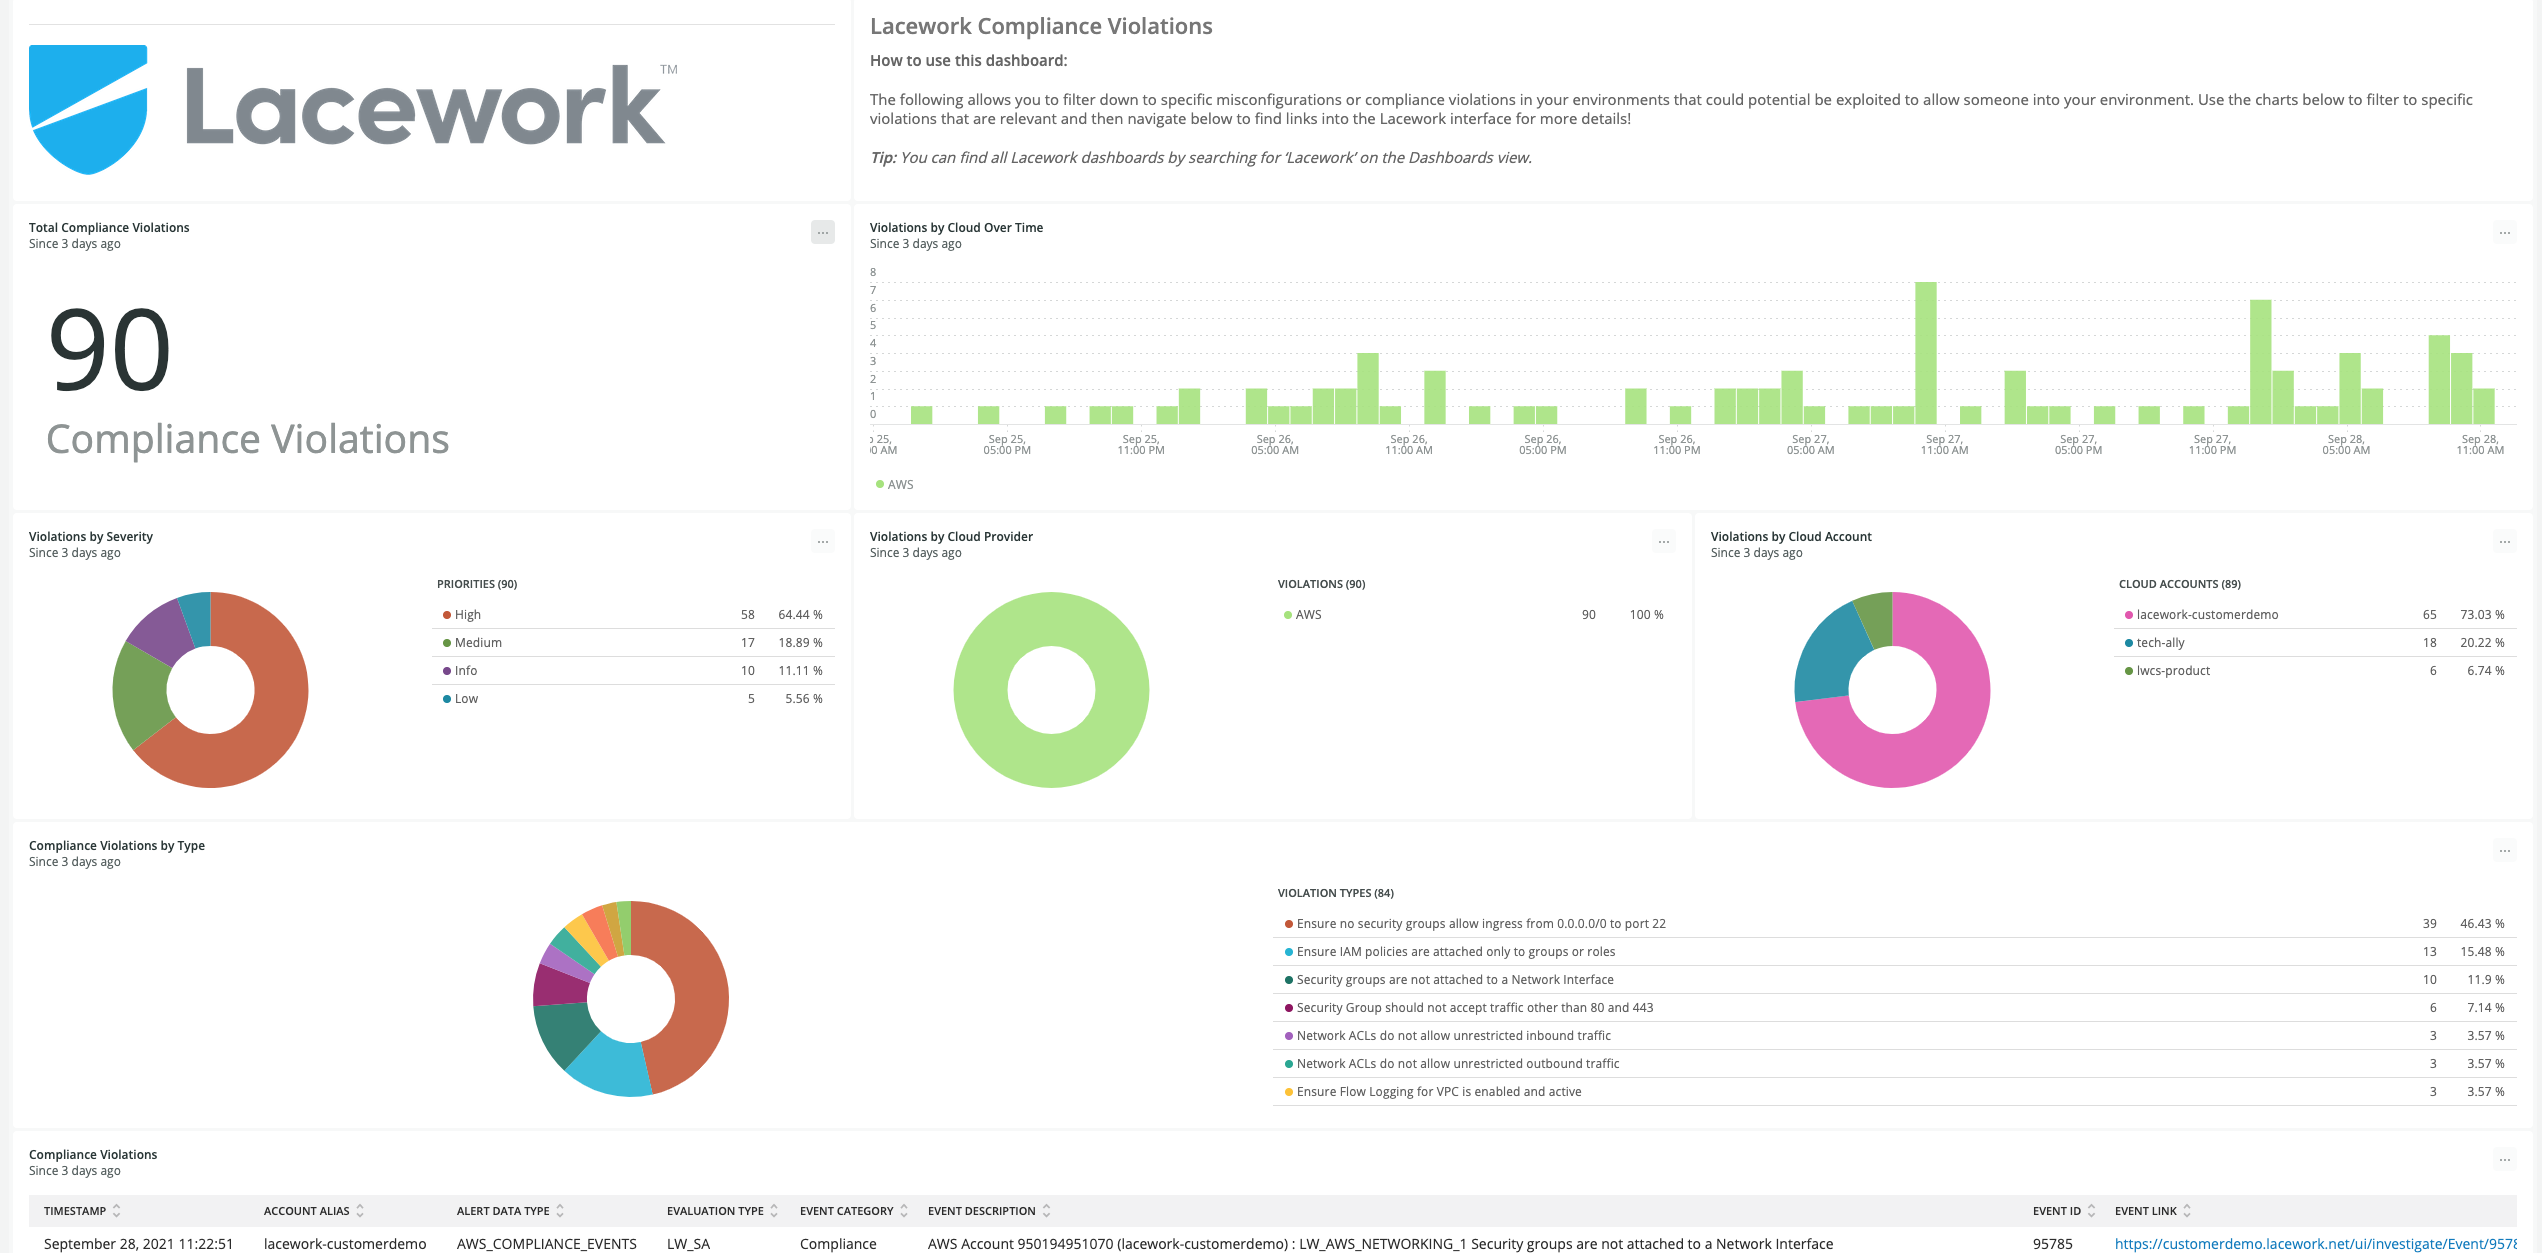 Lacework™
Lacework Compliance Violations
How to use this dashboard:
The following allows you to filter down to specific misconfigurations or compliance violations in your environments that could potential be exploited to allow someone into your environment. Use the charts below to filter to specific
violations that are relevant and then navigate below to find links into the Lacework interface for more details!
Tip: You can find all Lacework dashboards by searching for ‘Lacework’ on the Dashboards view.
Total Compliance Violations
Since 3 days ago
...
90
Compliance Violations
Violations by Cloud Over Time
Since 3 days ago
...
8
7
6
5
4
3
2
1
0
25, Sep 25, Sep 25, Sep 26, Sep 26, Sep 26, Sep 26, Sep 27, Sep 27, Sep 27, Sep 27, Sep 28, Sep 28,
0 AM 05:00 PM 11:00 PM 05:00 AM 11:00 AM 05:00 PM 11:00 PM 05:00 AM 11:00 AM 05:00 PM 11:00 PM 05:00 AM 11:00 AM
AWS
Violations by Severity
Since 3 days ago
...
PRIORITIES (90)
High 58 64.44 %
Medium 17 18.89 %
Info 10 11.11 %
Low 5 5.56 %
Violations by Cloud Provider
Since 3 days ago
...
VIOLATIONS (90)
AWS 90 100 %
Violations by Cloud Account
Since 3 days ago
...
CLOUD ACCOUNTS (89)
lacework-customerdemo 65 73.03 %
tech-ally 18 20.22 %
lwcs-product 6 6.74 %
Compliance Violations by Type
Since 3 days ago
...
VIOLATION TYPES (84)
Ensure no security groups allow ingress from 0.0.0.0/0 to port 22 39 46.43 %
Ensure IAM policies are attached only to groups or roles 13 15.48 %
Security groups are not attached to a Network Interface 10 11.9 %
Security Group should not accept traffic other than 80 and 443 6 7.14 %
Network ACLs do not allow unrestricted inbound traffic 3 3.57 %
Network ACLs do not allow unrestricted outbound traffic 3 3.57 %
Ensure Flow Logging for VPC is enabled and active 3 3.57 %
Compliance Violations
Since 3 days ago
...
TIMESTAMP ACCOUNT ALIAS ALERT DATA TYPE EVALUATION TYPE EVENT CATEGORY EVENT DESCRIPTION EVENT ID EVENT LINK
September 28, 2021 11:22:51 lacework-customerdemo AWS_COMPLIANCE_EVENTS LW_SA Compliance AWS Account 950194951070 (lacework-customerdemo) : LW_AWS_NETWORKING_1 Security groups are not attached to a Network Interface 95785 https://customerdemo.lacework.net/ui/investigate/Event/9578